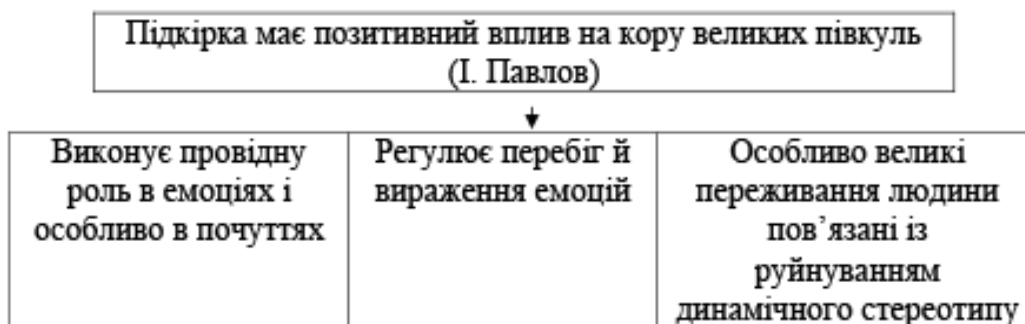 Підкірка має позитивний вплив на кору великих півкуль
(І. Павлов)
Виконує провідну
роль в емоціях і
особливо в почуттях
Регулює перебіг й
вираження емоцій
Особливо великі
переживання людини
пов’язані із
руйнуванням
динамічного стереотипу